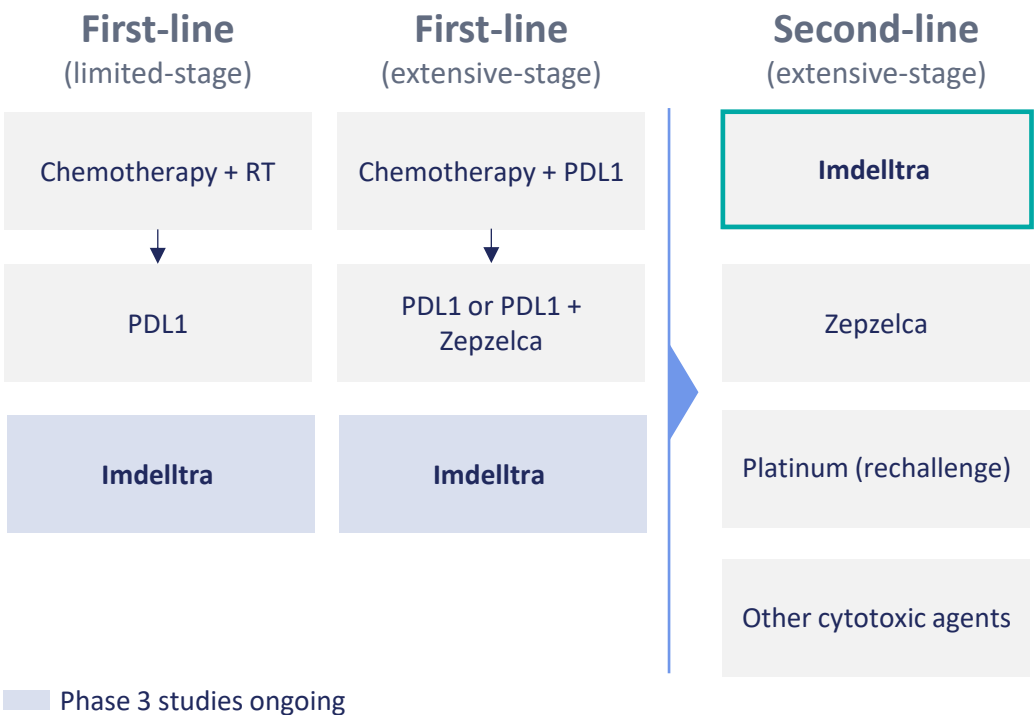 First-line
(limited-stage)
Chemotherapy + RT
PDL1
Imdelltra
First-line
(extensive-stage)
Chemotherapy + PDL1
PDL1 or PDL1 +
Zepzelca
Imdelltra
Second-line
(extensive-stage)
Imdelltra
Zepzelca
Platinum (rechallenge)
Other cytotoxic agents
Phase 3 studies ongoing